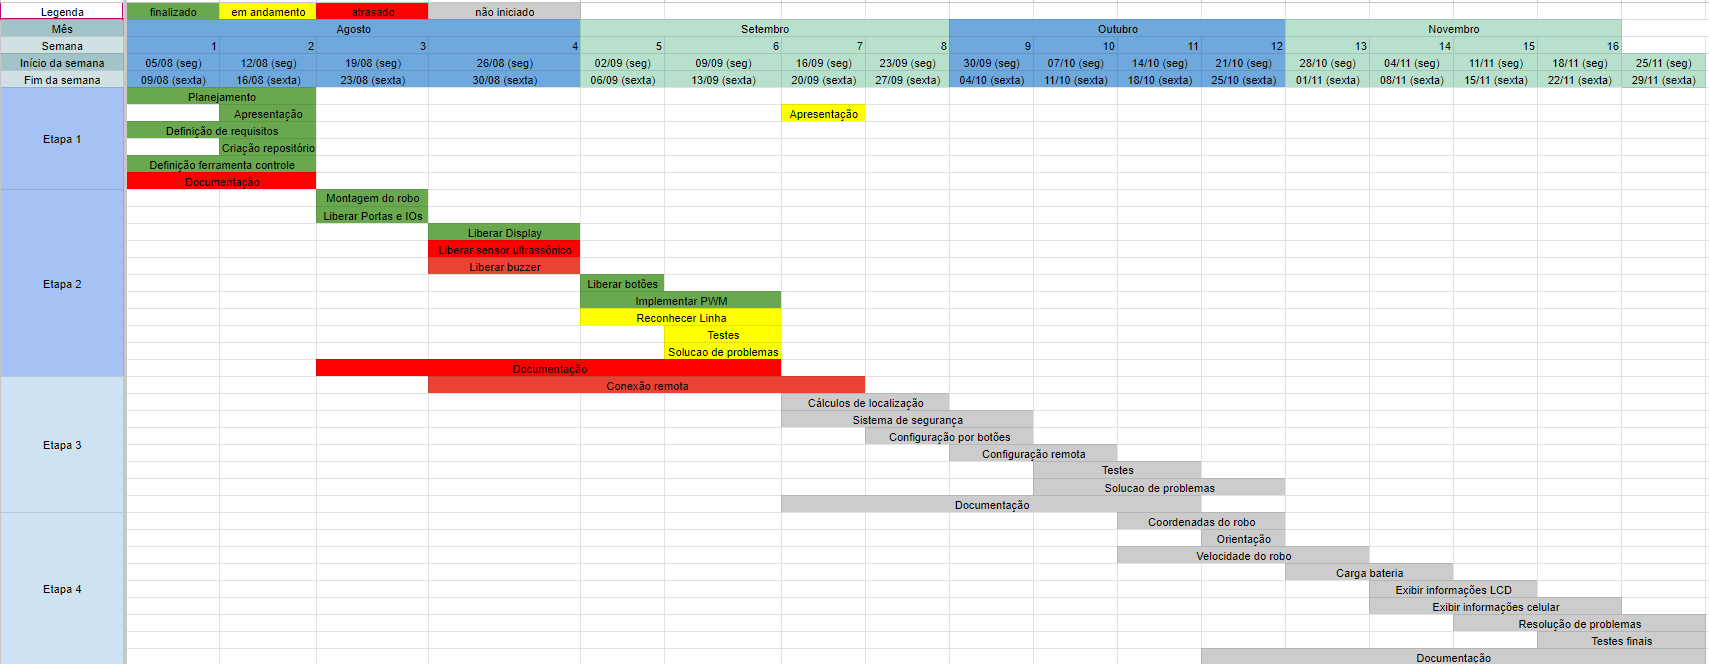 Legenda finalizado em andamento atrasado não iniciado
Mês Agosto Setembro Outubro Novembro
Semana 1 2 3 4 5 6 7 8 9 10 11 12 13 14 15 16
Início da semana 05/08 (seg) 12/08 (seg) 19/08 (seg) 26/08 (seg) 02/09 (seg) 09/09 (seg) 16/09 (seg) 23/09 (seg) 30/09 (seg) 07/10 (seg) 14/10 (seg) 21/10 (seg) 28/10 (seg) 04/11 (seg) 11/11 (seg) 18/11 (seg) 25/11 (seg)
Fim da semana 09/08 (sexta) 16/08 (sexta) 23/08 (sexta) 30/08 (sexta) 06/09 (sexta) 13/09 (sexta) 20/09 (sexta) 27/09 (sexta) 04/10 (sexta) 11/10 (sexta) 18/10 (sexta) 25/10 (sexta) 01/11 (sexta) 08/11 (sexta) 15/11 (sexta) 22/11 (sexta) 29/11 (sexta)
Etapa 1
Planejamento
Apresentação Apresentação
Definição de requisitos
Criação repositório
Definição ferramenta controle
Documentação
Etapa 2
Montagem do robo
Liberar Portas e IOs
Liberar Display
Liberar sensor ultrassônico
Liberar buzzer
Liberar botões
Implementar PWM
Reconhecer Linha
Testes
Solucao de problemas
Documentação
Etapa 3
Conexão remota
Cálculos de localização
Sistema de segurança
Configuração por botões
Configuração remota
Testes
Solucao de problemas
Documentação
Etapa 4
Coordenadas do robo
Orientação
Velocidade do robo
Carga bateria
Exibir informações LCD
Exibir informações celular
Resolução de problemas
Testes finais
Documentação